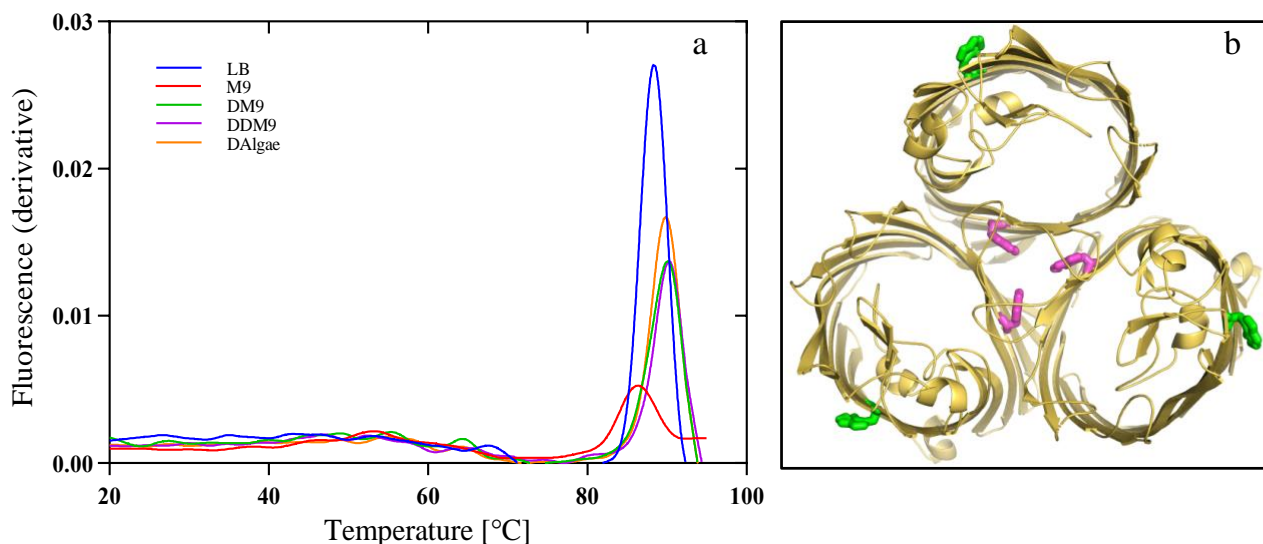 0.03
0.02
0.01
0.00
Fluorescence (derivative)
a
LB
M9
DM9
DDM9
DAlgae
20
40
60
80
100
Temperature [°C]
b